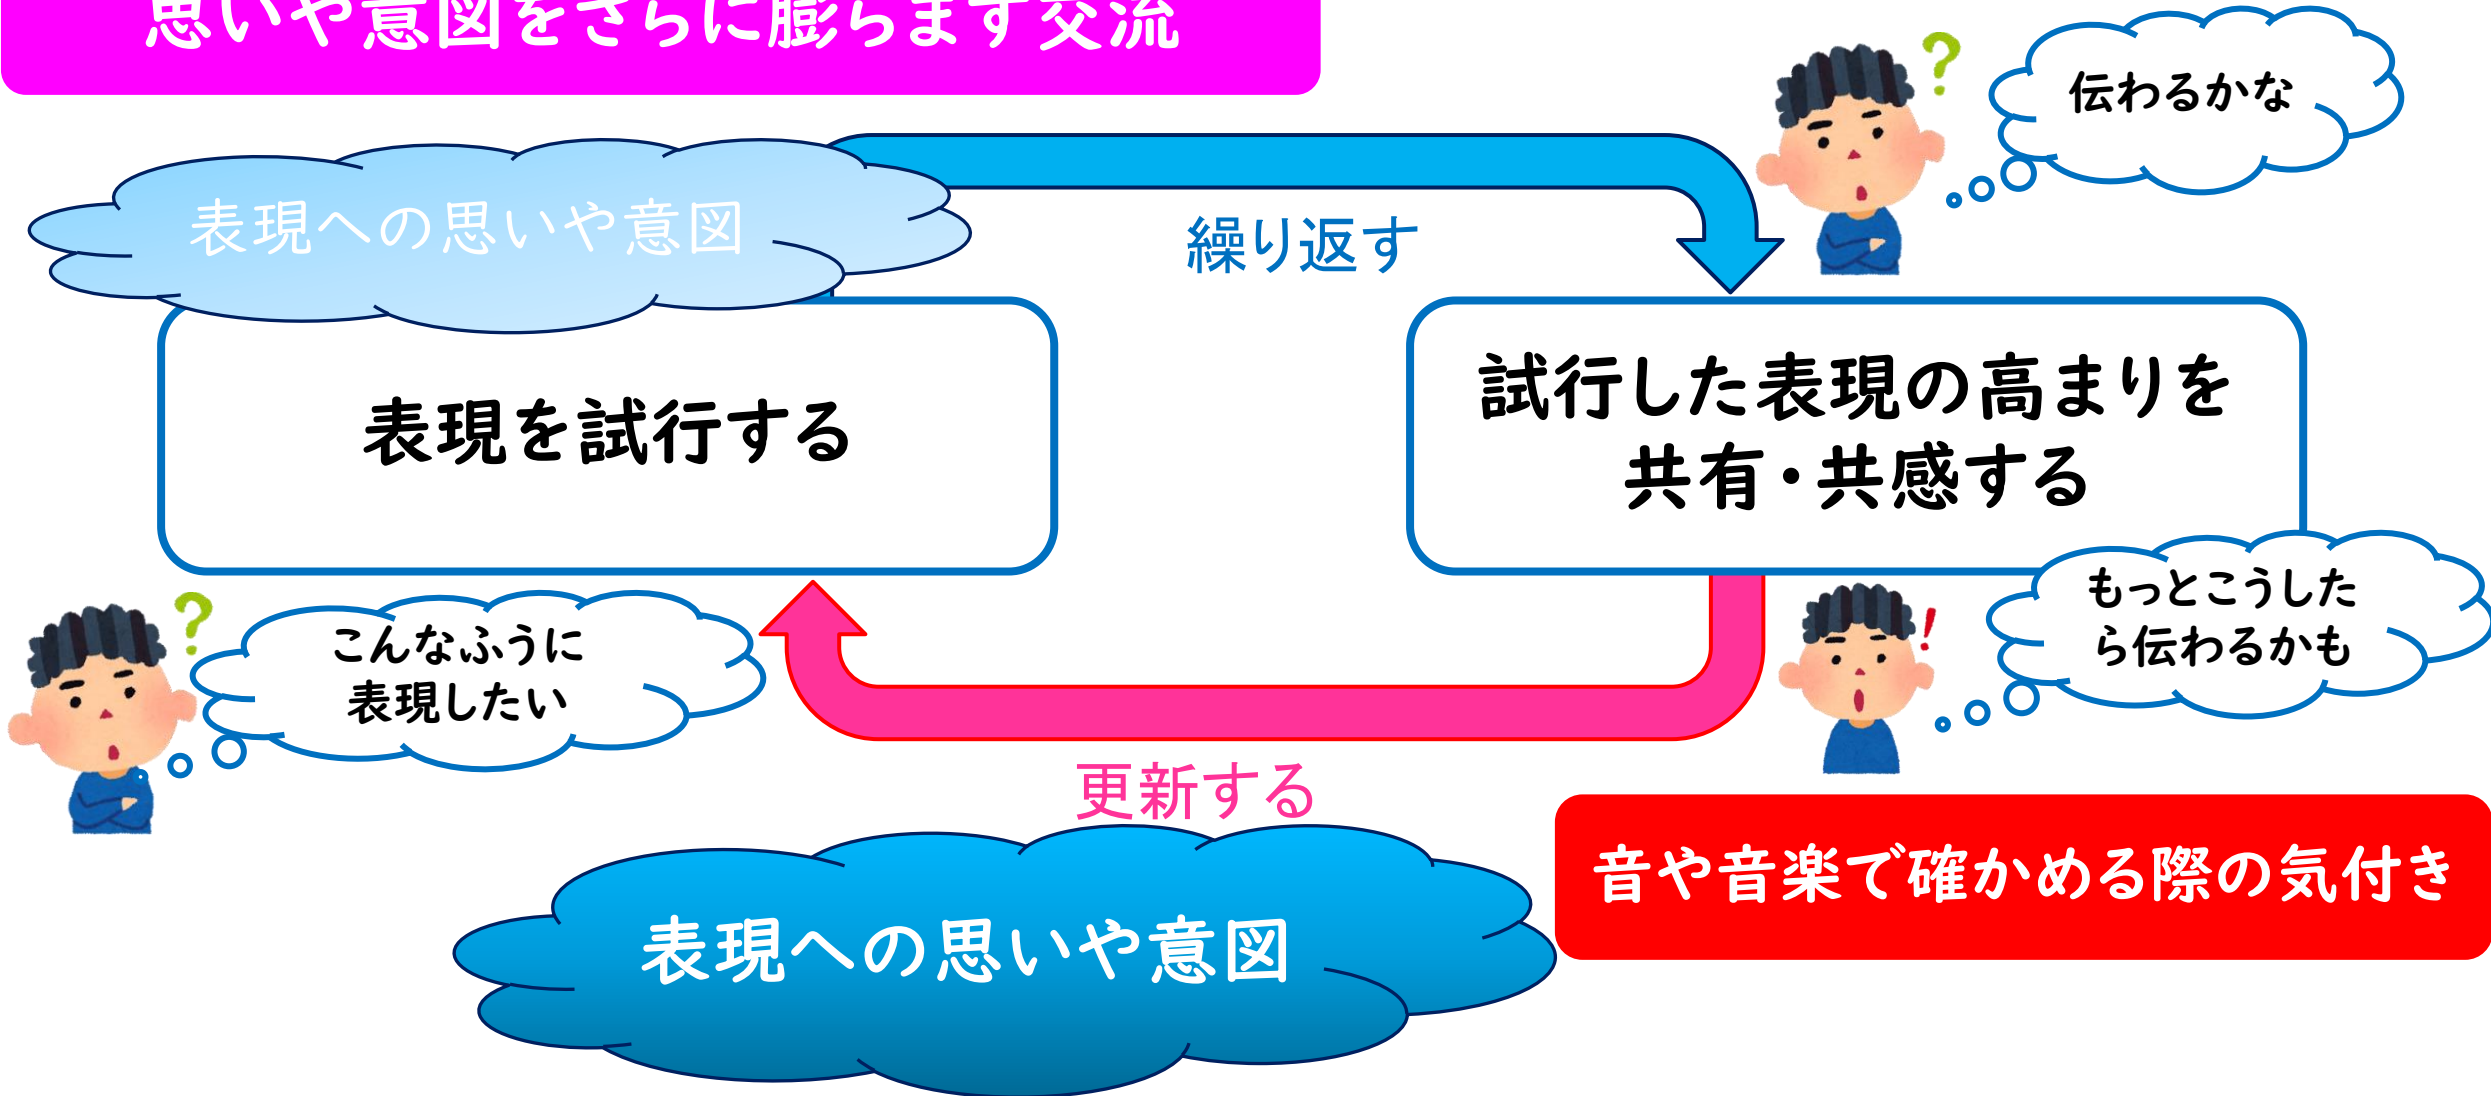 思いや意図をさらに膨らます交流
伝わるかな
表現への思いや意図
繰り返す
表現を試行する
試行した表現の高まりを
共有・共感する
こんなふうに
表現したい
もっとこうした
ら伝わるかも
更新する
音や音楽で確かめる際の気付き
表現への思いや意図